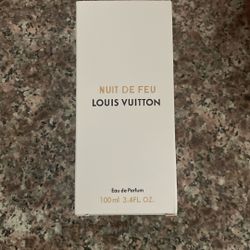 NUIT DE FEU
LOUIS VUITTON
Eau de Parfum
100 ml 3.4FL. OZ.